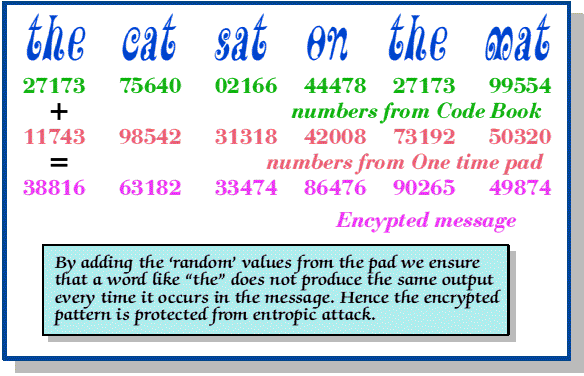 the cat sat on the mat
27173 75640 02166 44478 27173 99554
+ numbers from Code Book
11743 98542 31318 42008 73192 50320
= numbers from One time pad
38816 63182 33474 86476 90265 49874
Encypted message
By adding the ‘random’ values from the pad we ensure
that a word like “the” does not produce the same output
every time it occurs in the message. Hence the encrypted
pattern is protected from entropic attack.